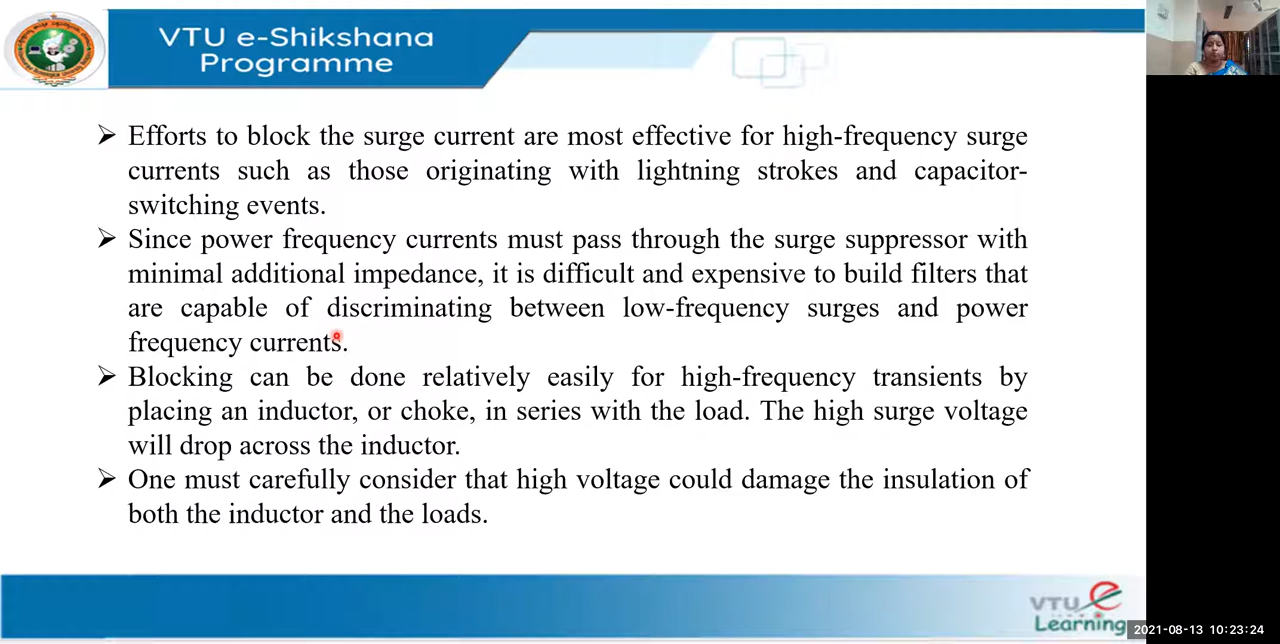 VTU e-Shikshana
Programme
➢ Efforts to block the surge current are most effective for high-frequency surge
currents such as those originating with lightning strokes and capacitor-
switching events.
➢ Since power frequency currents must pass through the surge suppressor with
minimal additional impedance, it is difficult and expensive to build filters that
are capable of discriminating between low-frequency surges and power
frequency currents.
➢ Blocking can be done relatively easily for high-frequency transients by
placing an inductor, or choke, in series with the load. The high surge voltage
will drop across the inductor.
➢ One must carefully consider that high voltage could damage the insulation of
both the inductor and the loads.
VTU e
Learning
2021-08-13 10:23:24